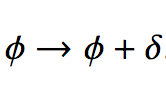 𝜙 → 𝜙 + 𝛿